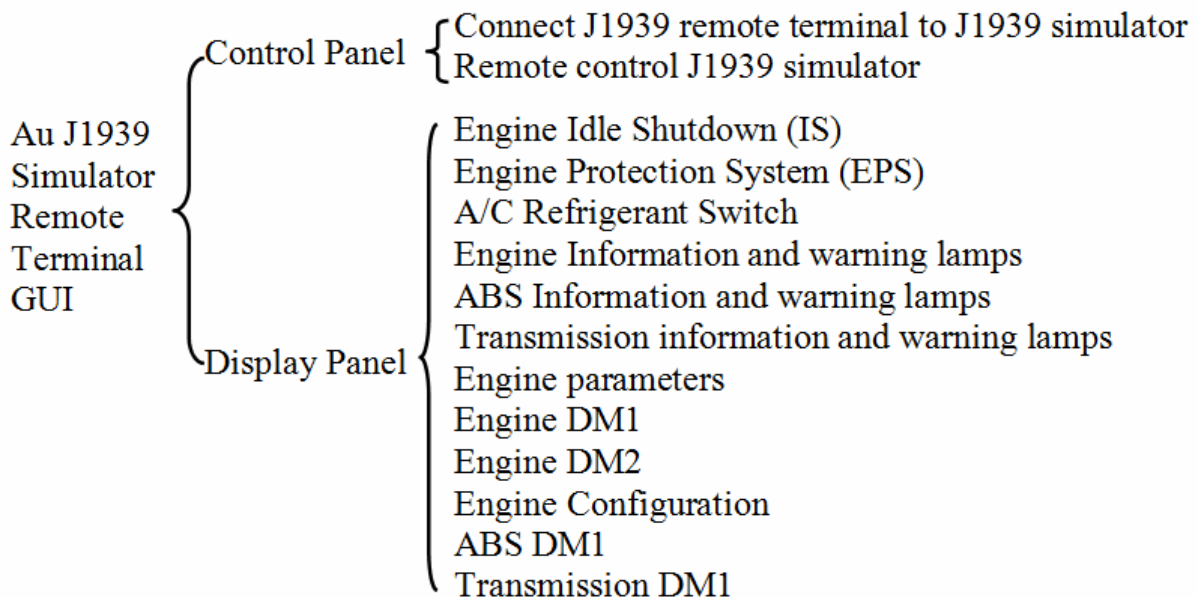 Au J1939
Simulator
Remote
Terminal
GUI
Control Panel
Connect J1939 remote terminal to J1939 simulator
Remote control J1939 simulator
Display Panel
Engine Idle Shutdown (IS)
Engine Protection System (EPS)
A/C Refrigerant Switch
Engine Information and warning lamps
ABS Information and warning lamps
Transmission information and warning lamps
Engine parameters
Engine DM1
Engine DM2
Engine Configuration
ABS DM1
Transmission DM1